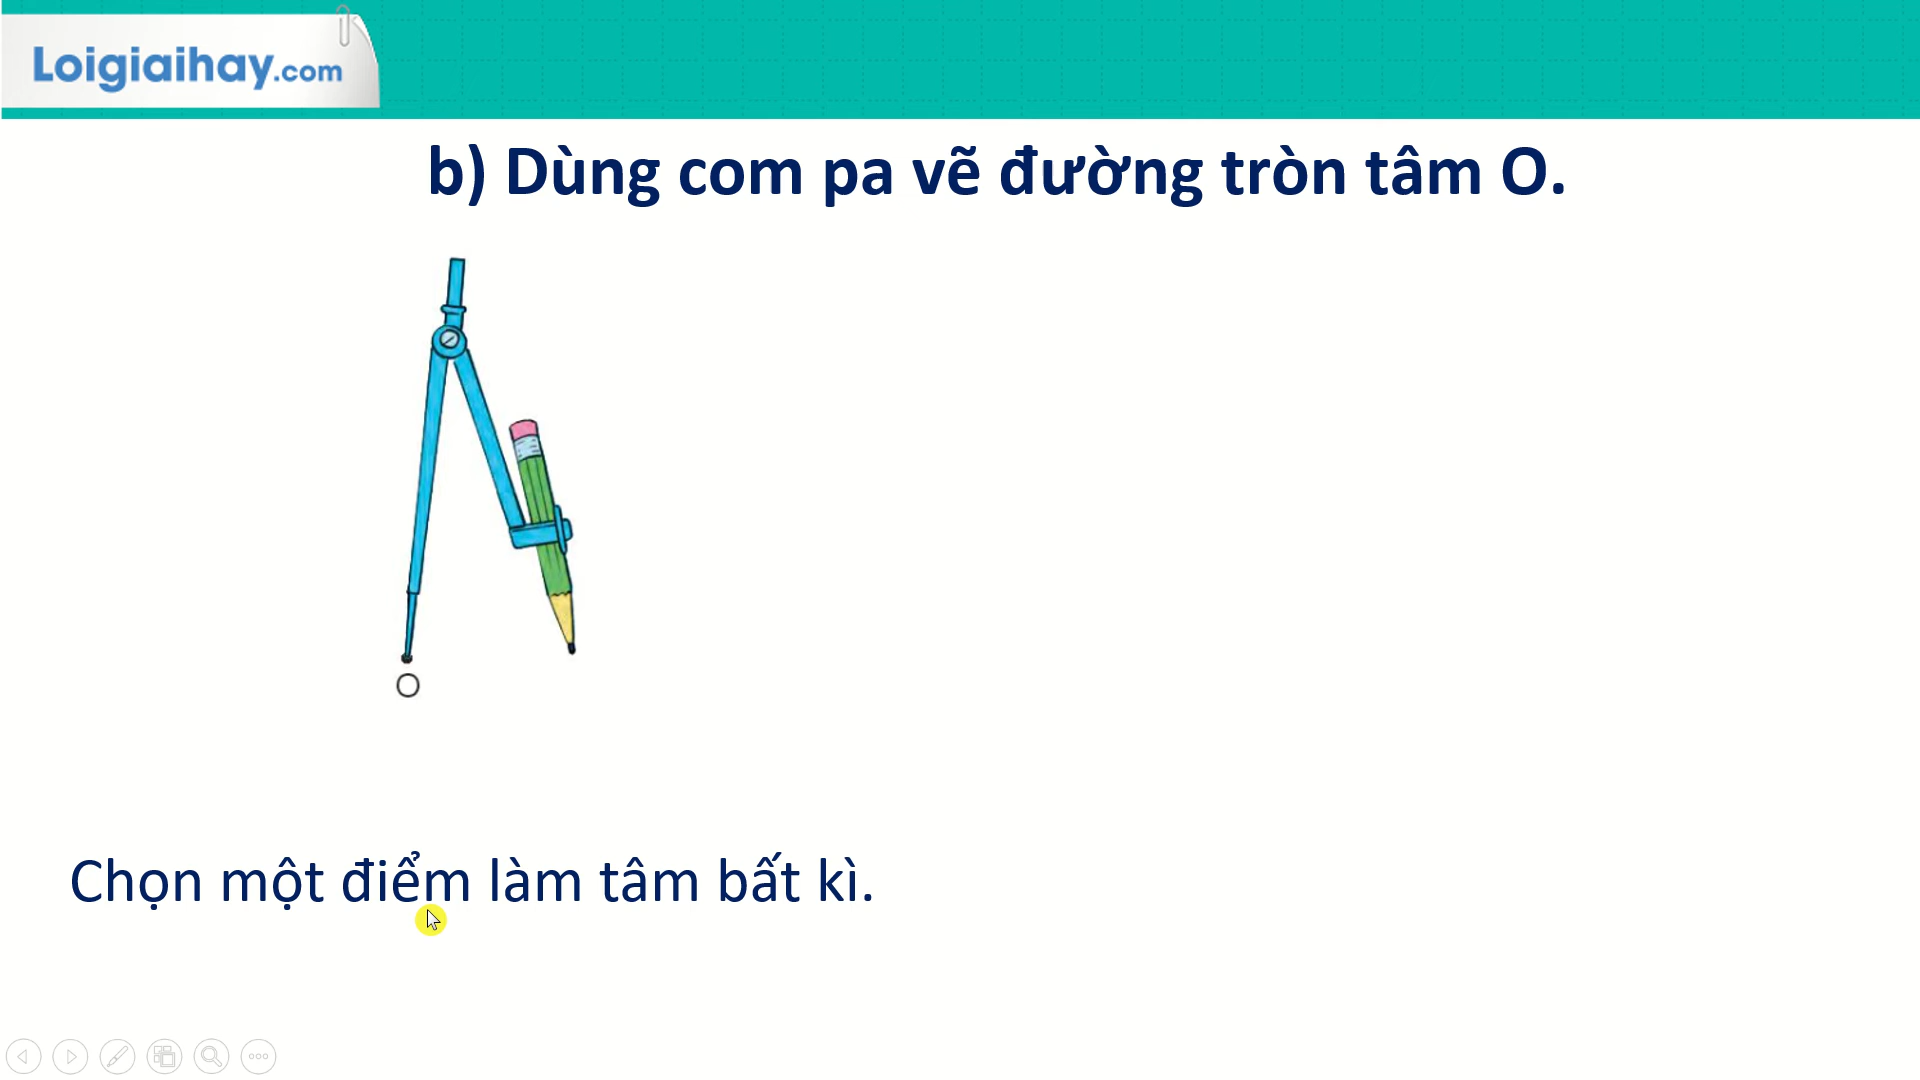 Loigiaihay.com
b) Dùng com pa vẽ đường tròn tâm O.
O
Chọn một điểm làm tâm bất kì.